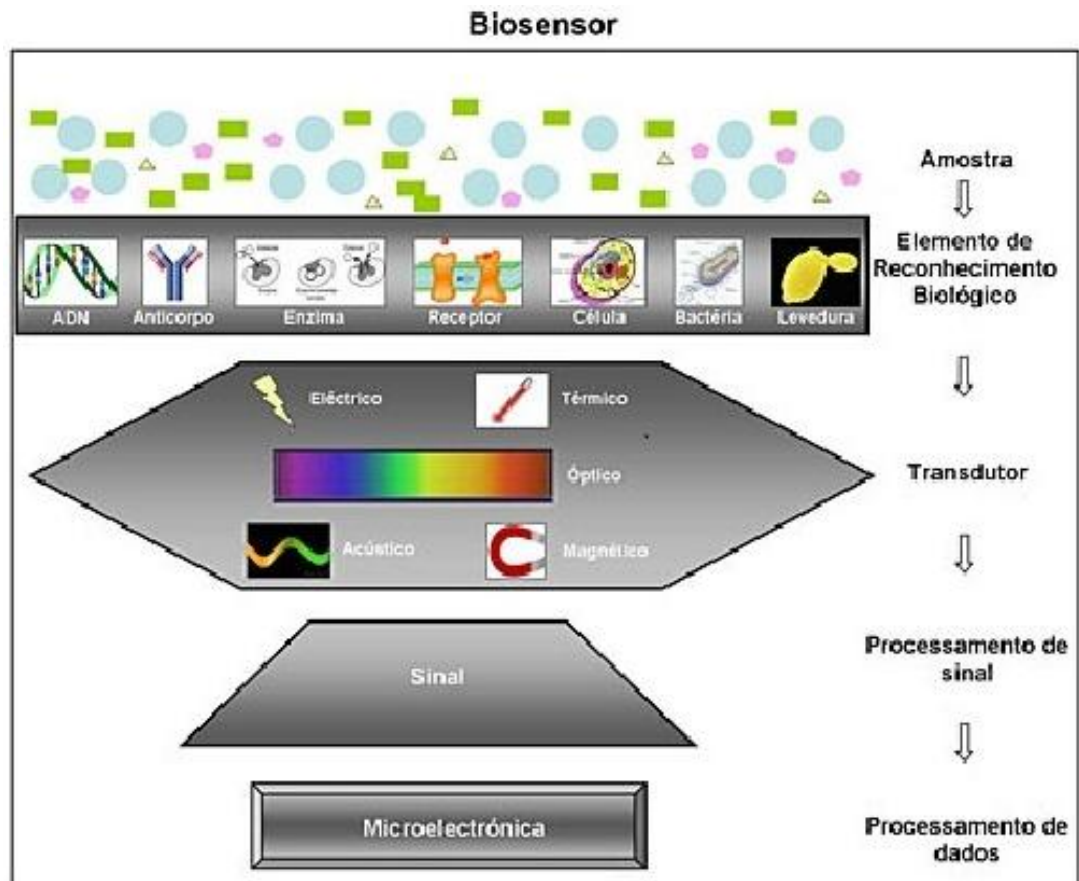 Biosensor
Amostra
Elemento de
Reconhecimento
Biológico
ADN Anticorpo Enzima Receptor Célula Bactéria Levedura
Eléctrico Térmico
Óptico
Transdutor
Acústico Magnético
Processamento de
sinal
Sinal
Microelectrónica
Processamento de
dados